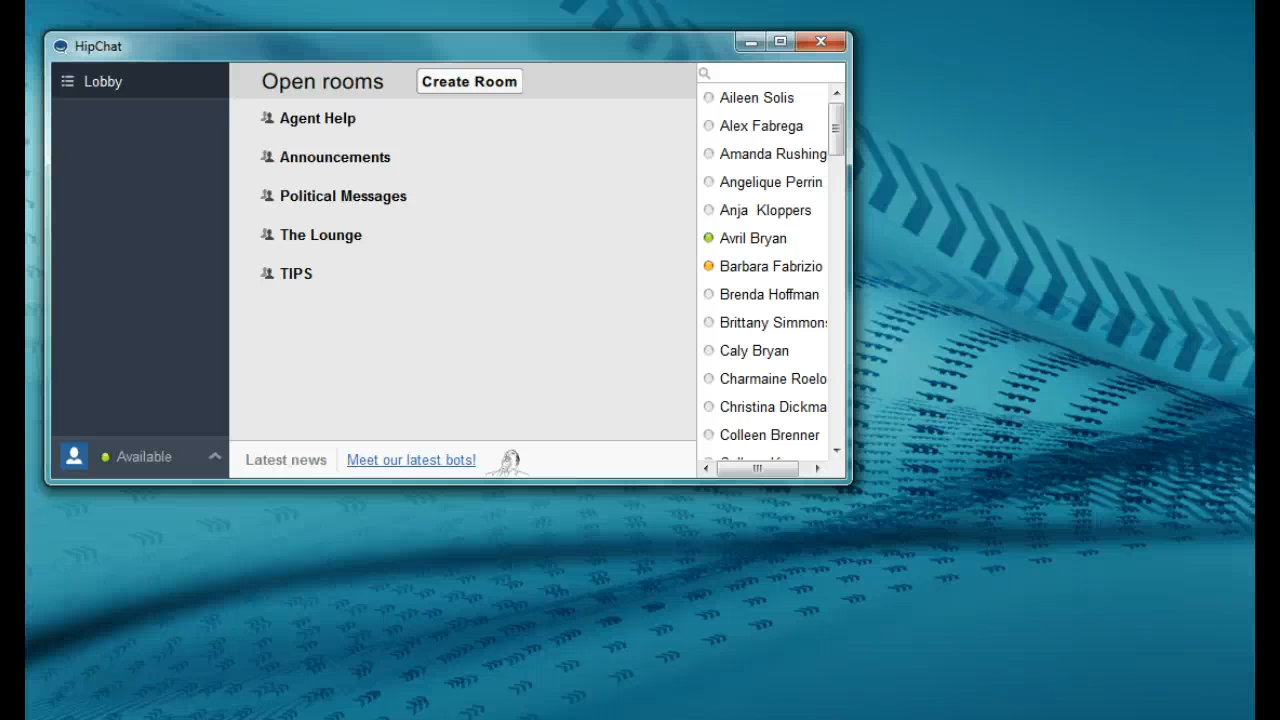 HipChat
Lobby
Open rooms
Create Room
Agent Help
Announcements
Political Messages
The Lounge
TIPS
Available
Latest news
Meet our latest bots!
Aileen Solis
Alex Fabrega
Amanda Rushing
Angelique Perrin
Anja Kloppers
Avril Bryan
Barbara Fabrizio
Brenda Hoffman
Brittany Simmons
Caly Bryan
Charmaine Roelo
Christina Dickma
Colleen Brenner